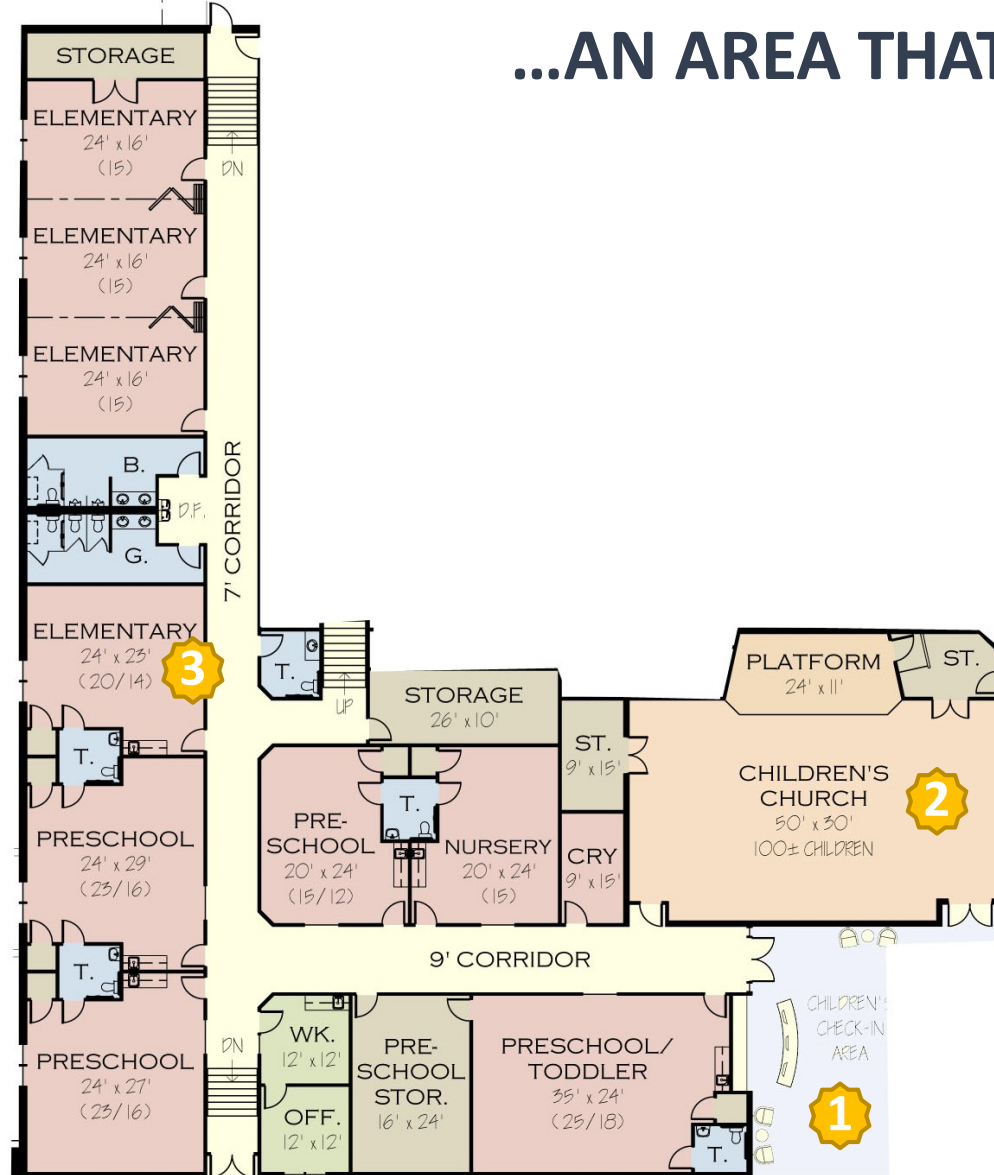 ...AN AREA THAT
STORAGE
ELEMENTARY
24' x 16'
(15)
DN
ELEMENTARY
24' x 16'
(15)
ELEMENTARY
24' x 16'
(15)
B.
D.F.
G.
7' CORRIDOR
ELEMENTARY
24' x 23'
(20/14)
3
T.
UP
STORAGE
26' x 10'
PLATFORM
24' x 11'
ST.
ST.
9' x 15'
CHILDREN'S
CHURCH
50' x 30'
100± CHILDREN
2
T.
PRESCHOOL
24' x 29'
(23/16)
PRE-
SCHOOL
20' x 24'
(15/12)
T.
NURSERY
20' x 24'
(15)
CRY
9' x 15'
9' CORRIDOR
T.
PRESCHOOL
24' x 27'
(23/16)
DN
WK.
12' x 12'
OFF.
12' x 12'
PRE-
SCHOOL
STOR.
16' x 24'
PRESCHOOL/
TODDLER
35' x 24'
(25/18)
T.
CHILDREN'S
CHECK-IN
AREA
1